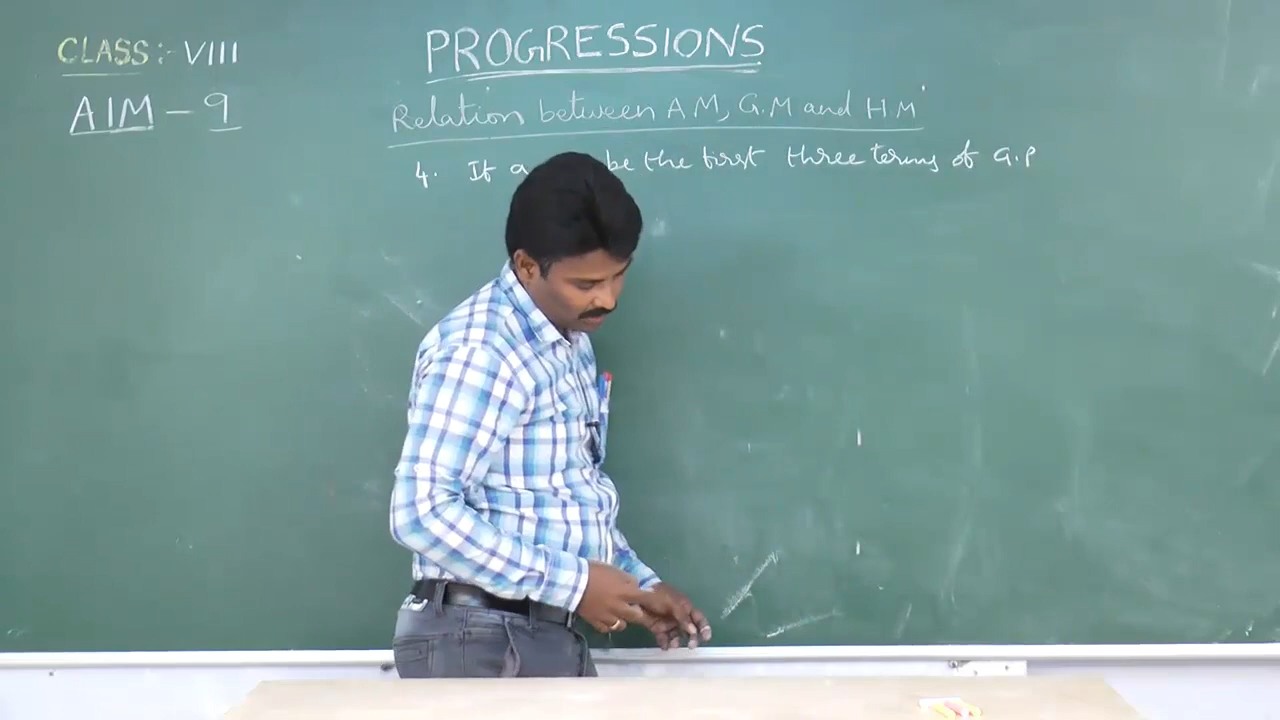 CLASS :- VIII
PROGRESSIONS
AIM - 9
Relation between A M, G.M and H M
4. If a be the first three terms of G.P